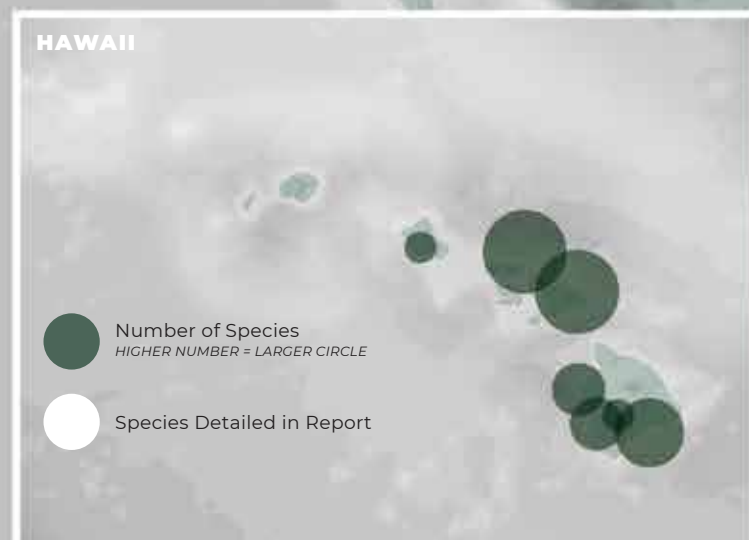 HAWAII
Number of Species
HIGHER NUMBER = LARGER CIRCLE
Species Detailed in Report